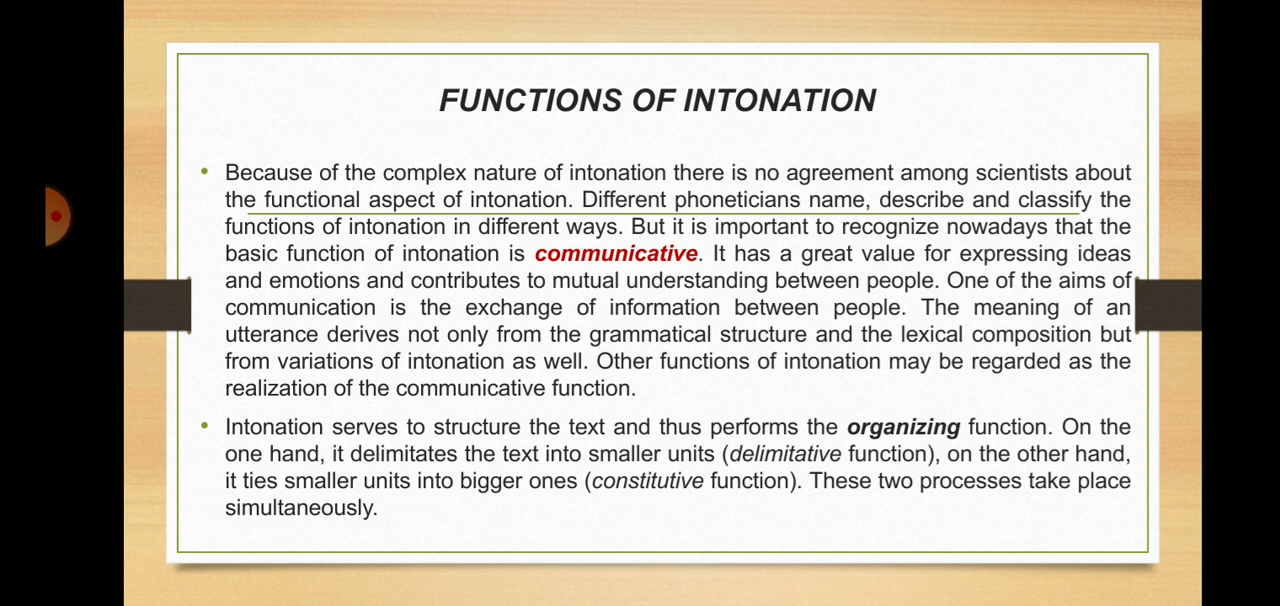 FUNCTIONS OF INTONATION
• Because of the complex nature of intonation there is no agreement among scientists about
the functional aspect of intonation. Different phoneticians name, describe and classify the
functions of intonation in different ways. But it is important to recognize nowadays that the
basic function of intonation is communicative. It has a great value for expressing ideas
and emotions and contributes to mutual understanding between people. One of the aims of
communication is the exchange of information between people. The meaning of an
utterance derives not only from the grammatical structure and the lexical composition but
from variations of intonation as well. Other functions of intonation may be regarded as the
realization of the communicative function.
• Intonation serves to structure the text and thus performs the organizing function. On the
one hand, it delimitates the text into smaller units (delimitative function), on the other hand,
it ties smaller units into bigger ones (constitutive function). These two processes take place
simultaneously.